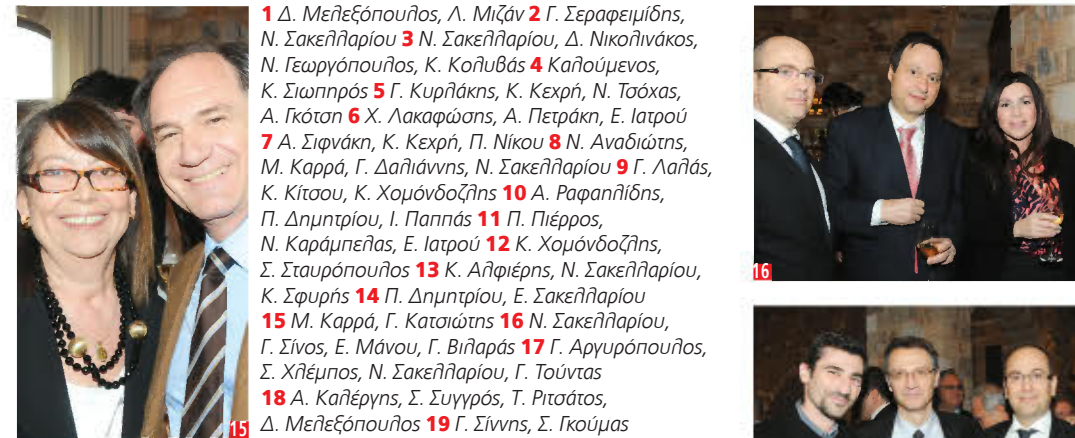 1 Δ. Μελεξόπουλος, Λ. Μιζάν 2 Γ. Σεραφειμίδης,
Ν. Σακελλαρίου 3 Ν. Σακελλαρίου, Δ. Νικολινάκος,
Ν. Γεωργόπουλος, Κ. Κολυβάς 4 Καλούμενος,
Κ. Σιωπηρός 5 Γ. Κυρλάκης, Κ. Κεχρή, Ν. Τσόχας,
Α. Γκότση 6 Χ. Λακαφώσης, Α. Πετράκη, Ε. Ιατρού
7 Α. Σιφνάκη, Κ. Κεχρή, Π. Νίκου 8 Ν. Αναδιώτης,
Μ. Καρρά, Γ. Δαλιάννης, Ν. Σακελλαρίου 9 Γ. Λαλάς,
Κ. Κίτσου, Κ. Χομόνδοζλης 10 Α. Ραφαηλίδης,
Π. Δημητρίου, Ι. Παππάς 11 Π. Πιέρρος,
Ν. Καράμπελας, Ε. Ιατρού 12 Κ. Χομόνδοζλης,
Σ. Σταυρόπουλος 13 Κ. Αλφιέρης, Ν. Σακελλαρίου,
Κ. Σφυρής 14 Π. Δημητρίου, Ε. Σακελλαρίου
15 Μ. Καρρά, Γ. Κατσιώτης 16 Ν. Σακελλαρίου,
Γ. Σίνος, Ε. Μάνου, Γ. Βιλαράς 17 Γ. Αργυρόπουλος,
Σ. Χλέμπος, Ν. Σακελλαρίου, Γ. Τούντας
18 Α. Καλέργης, Σ. Συγγρός, Τ. Ριτσάτος,
Δ. Μελεξόπουλος 19 Γ. Σίννης, Σ. Γκούμας
15
16